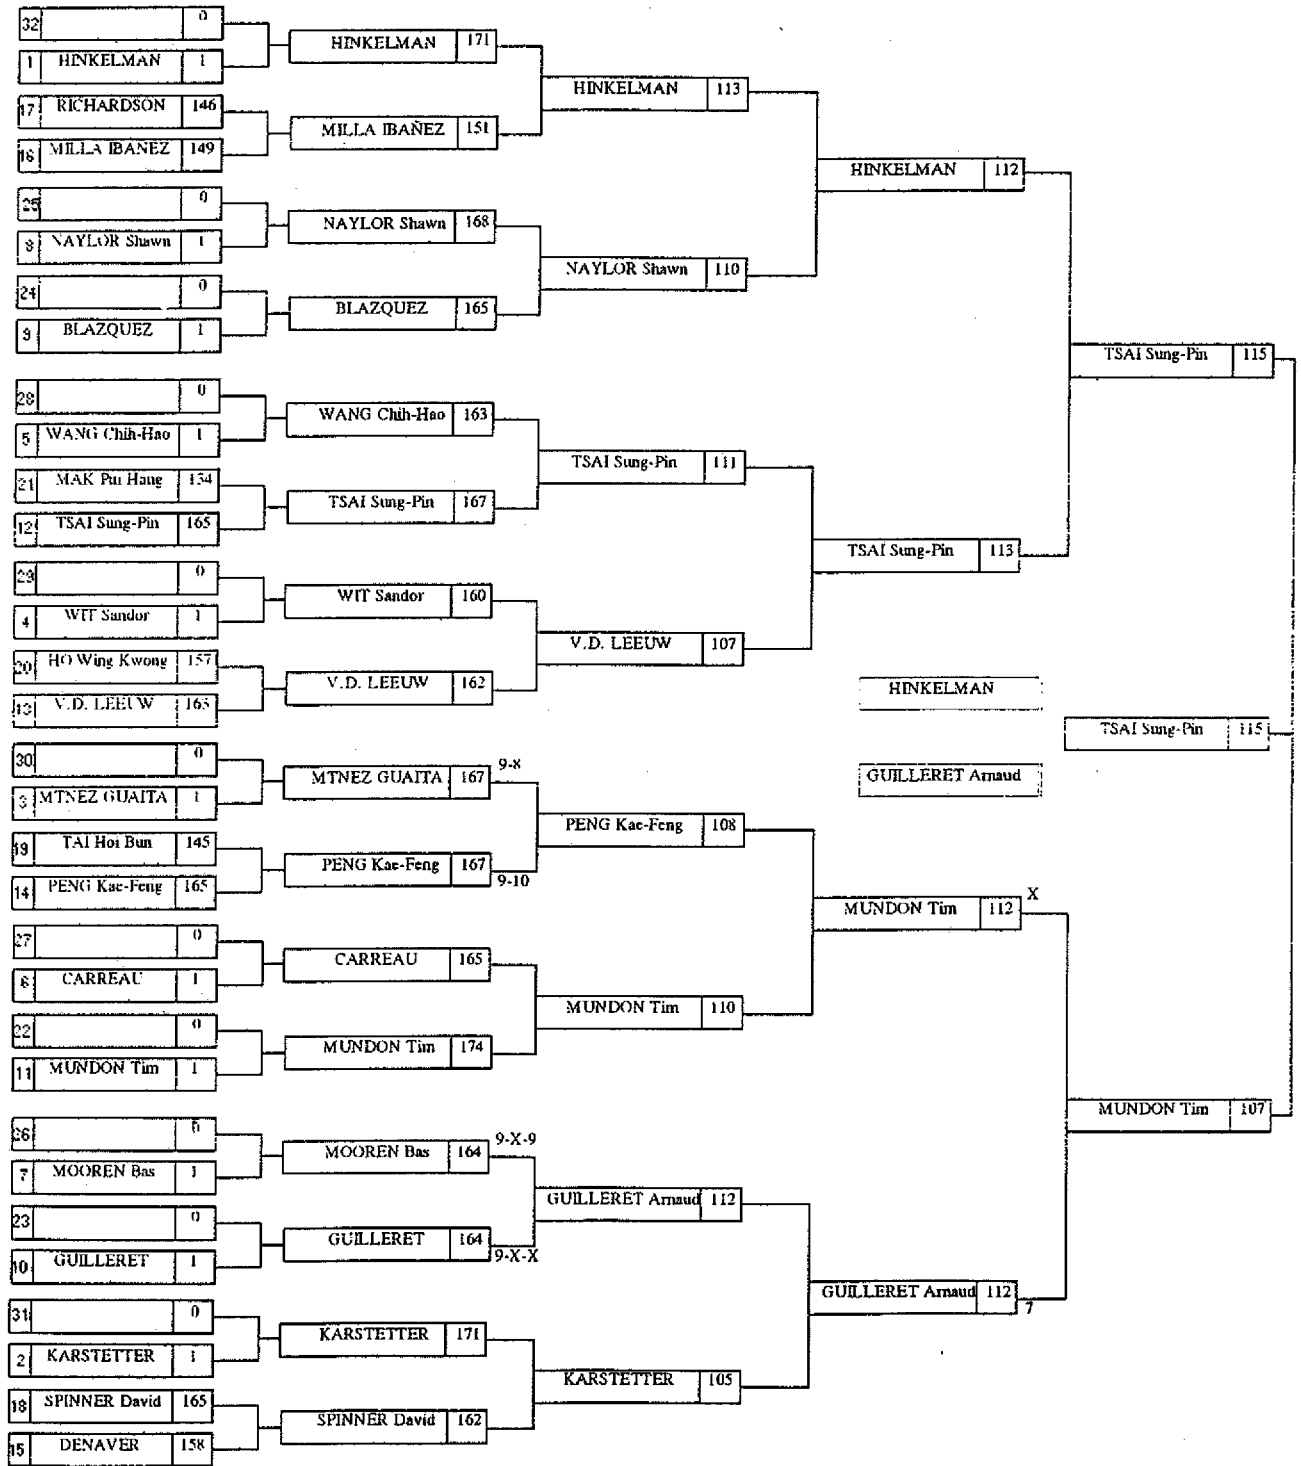 32 0
1 HINKELMAN 1
17 RICHARDSON 146
16 MILLA IBAÑEZ 149
25 0
8 NAYLOR Shawn 1
24 0
9 BLAZQUEZ 1
28 0
5 WANG Chih-Hao 1
21 MAK Pui Hang 134
12 TSAI Sung-Pin 165
29 0
4 WIT Sandor 1
20 HO Wing Kwong 157
13 V.D. LEEUW 163
30 0
3 MTNEZ GUAITA 1
19 TAI Hoi Bun 145
14 PENG Kae-Feng 165
27 0
6 CARREAU 1
22 0
11 MUNDON Tim 1
26 0
7 MOOREN Bas 1
23 0
10 GUILLERET 1
31 0
2 KARSTETTER 1
18 SPINNER David 165
15 DENAVER 158
HINKELMAN 171
MILLA IBAÑEZ 151
NAYLOR Shawn 168
BLAZQUEZ 165
WANG Chih-Hao 163
TSAI Sung-Pin 167
WIT Sandor 160
V.D. LEEUW 162
MTNEZ GUAITA 167 9-8
PENG Kae-Feng 167 9-10
CARREAU 165
MUNDON Tim 174
MOOREN Bas 164 9-X-9
GUILLERET 164 9-X-X
KARSTETTER 171
SPINNER David 162
HINKELMAN 113
NAYLOR Shawn 110
TSAI Sung-Pin 111
V.D. LEEUW 107
PENG Kae-Feng 108
MUNDON Tim 110
GUILLERET Arnaud 112
KARSTETTER 105
HINKELMAN 112
TSAI Sung-Pin 113
MUNDON Tim 112 X
GUILLERET Arnaud 112 7
HINKELMAN
GUILLERET Arnaud
TSAI Sung-Pin 115
MUNDON Tim 107
TSAI Sung-Pin 115